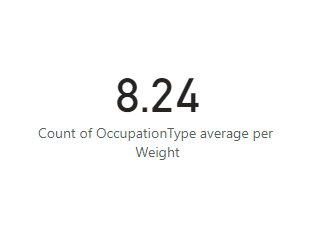 8.24
Count of OccupationType average per
Weight